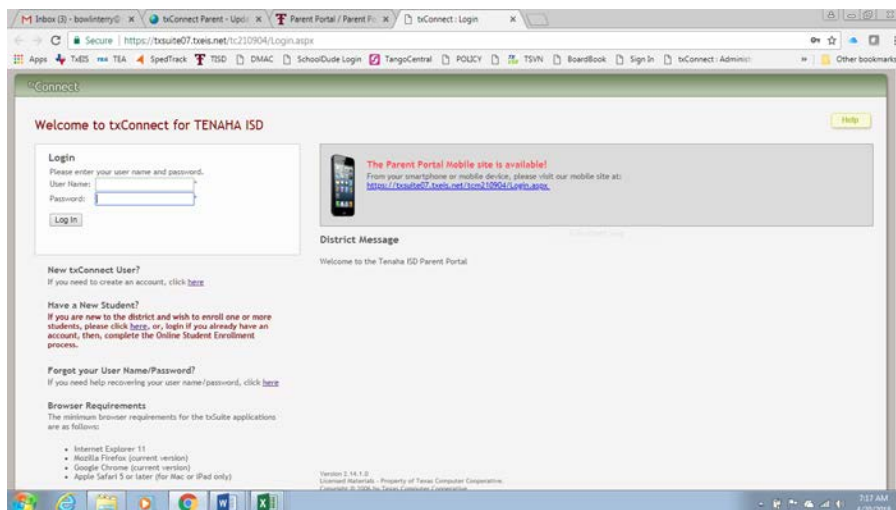 Inbox (3) - bowlinterry@
txConnect Parent - Upda
Parent Portal / Parent Po
txConnect: Login
Secure | https://txsuite07.txeis.net/tc210904/Login.aspx
Apps TxEIS TEA TEA SpedTrack TISD DMAC SchoolDude Login TangoCentral POLICY TSVN BoardBook Sign In txConnect: Administ » Other bookmarks
txConnect
Welcome to txConnect for TENAHA ISD
Help
Login
Please enter your user name and password.
User Name: *
Password: *
Log In
The Parent Portal Mobile site is available!
From your smartphone or mobile device, please visit our mobile site at:
https://txsuite07.txeis.net/tcm210904/Login.aspx
District Message
Welcome to the Tenaha ISD Parent Portal
New txConnect User?
If you need to create an account, click here
Have a New Student?
If you are new to the district and wish to enroll one or more
students, please click here, or, login if you already have an
account, then, complete the Online Student Enrollment
process.
Forgot your User Name/Password?
If you need help recovering your user name/password, click here
Browser Requirements
The minimum browser requirements for the txSuite applications
are as follows:
• Internet Explorer 11
• Mozilla Firefox (current version)
• Google Chrome (current version)
• Apple Safari 5 or later (for Mac or iPad only)
Version 2.14.1.0
Licensed Materials - Property of Texas Computer Cooperative.
Copyright © 2006 by Texas Computer Cooperative
7:17 AM